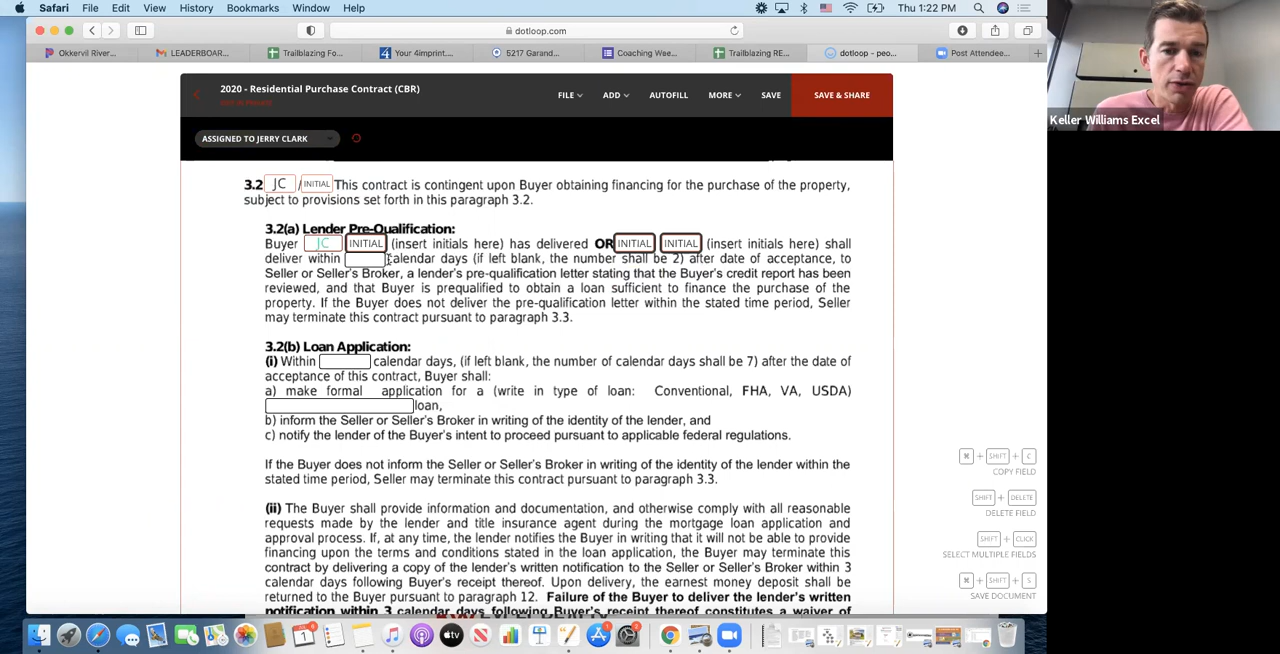 Safari File Edit View History Bookmarks Window Help Thu 1:22 PM
dotloop.com
Okkervil River... LEADERBOAR... Trailblazing Fo... Your 4imprint.... 5217 Garand... Coaching Wee... Trailblazing RE... dotloop - peo... Post Attendee...
2020 - Residential Purchase Contract (CBR)
FILE ADD AUTOFILL MORE SAVE SAVE & SHARE
ASSIGNED TO JERRY CLARK
Keller Williams Excel
3.2 JC / INITIAL This contract is contingent upon Buyer obtaining financing for the purchase of the property,
subject to provisions set forth in this paragraph 3.2.
3.2(a) Lender Pre-Qualification:
Buyer JC INITIAL (insert initials here) has delivered OR INITIAL INITIAL (insert initials here) shall
deliver within calendar days (if left blank, the number shall be 2) after date of acceptance, to
Seller or Seller's Broker, a lender's pre-qualification letter stating that the Buyer's credit report has been
reviewed, and that Buyer is prequalified to obtain a loan sufficient to finance the purchase of the
property. If the Buyer does not deliver the pre-qualification letter within the stated time period, Seller
may terminate this contract pursuant to paragraph 3.3.
3.2(b) Loan Application:
(i) Within calendar days, (if left blank, the number of calendar days shall be 7) after the date of
acceptance of this contract, Buyer shall:
a) make formal application for a (write in type of loan: Conventional, FHA, VA, USDA)
loan,
b) inform the Seller or Seller's Broker in writing of the identity of the lender, and
c) notify the lender of the Buyer's intent to proceed pursuant to applicable federal regulations.
If the Buyer does not inform the Seller or Seller's Broker in writing of the identity of the lender within the
stated time period, Seller may terminate this contract pursuant to paragraph 3.3.
(ii) The Buyer shall provide information and documentation, and otherwise comply with all reasonable
requests made by the lender and title insurance agent during the mortgage loan application and
approval process. If, at any time, the lender notifies the Buyer in writing that it will not be able to provide
financing upon the terms and conditions stated in the loan application, the Buyer may terminate this
contract by delivering a copy of the lender's written notification to the Seller or Seller's Broker within 3
calendar days following Buyer's receipt thereof. Upon delivery, the earnest money deposit shall be
returned to the Buyer pursuant to paragraph 12. Failure of the Buyer to deliver the lender's written
notification within 3 calendar days following Buyer's receipt thereof constitutes a waiver of
⌘ + SHIFT + C
COPY FIELD
SHIFT + DELETE
DELETE FIELD
SHIFT + CLICK
SELECT MULTIPLE FIELDS
⌘ + SHIFT + S
SAVE DOCUMENT